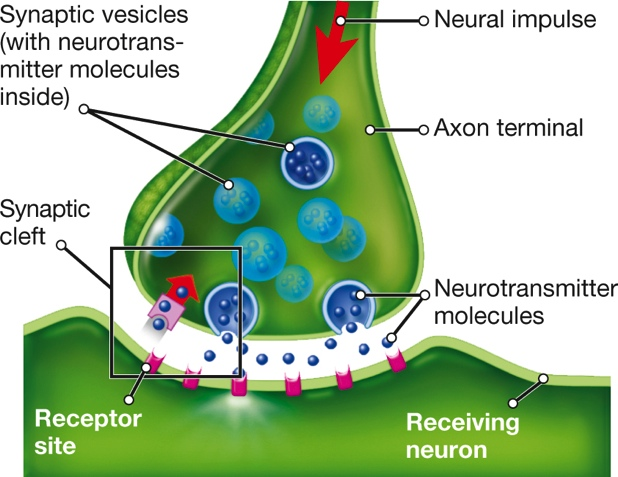 Synaptic vesicles
(with neurotrans-
mitter molecules
inside)
Neural impulse
Axon terminal
Synaptic
cleft
Neurotransmitter
molecules
Receptor
site
Receiving
neuron